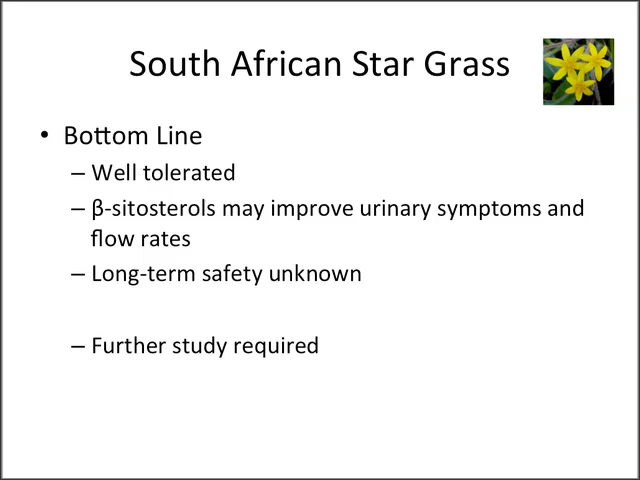 South African Star Grass
• Bottom Line
– Well tolerated
– β-sitosterols may improve urinary symptoms and
flow rates
– Long-term safety unknown
– Further study required